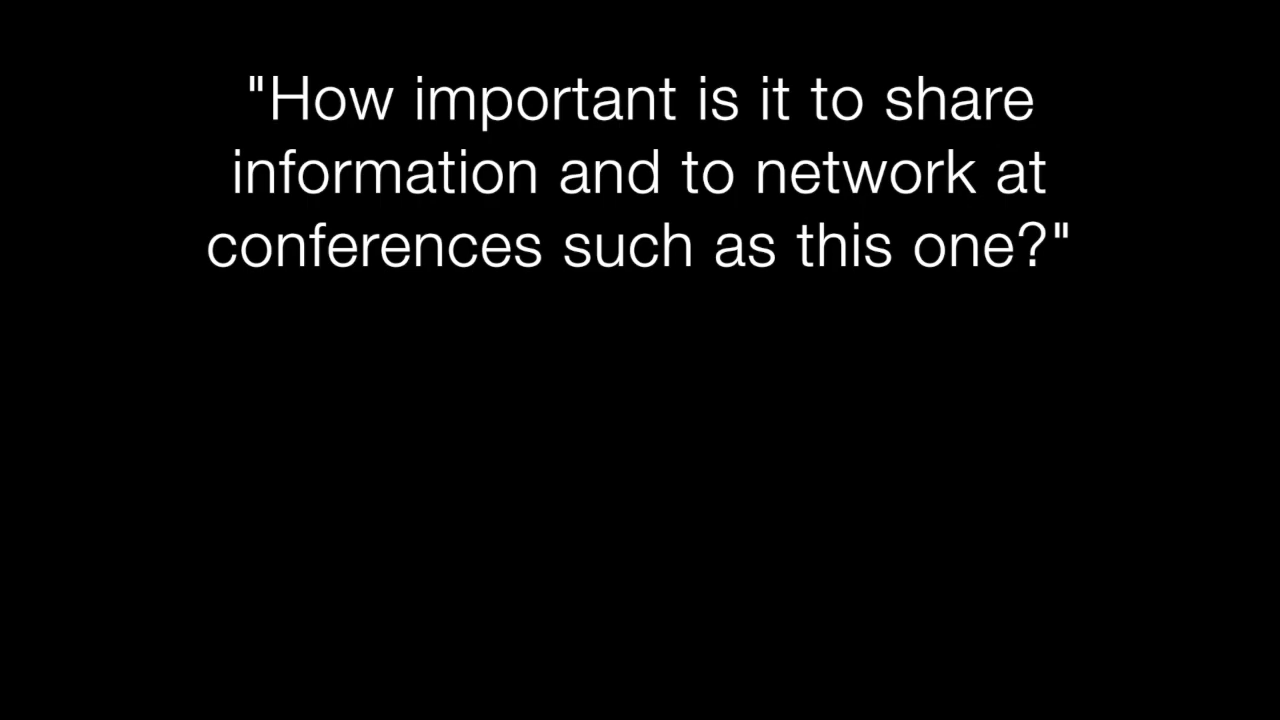 "How important is it to share
information and to network at
conferences such as this one?"